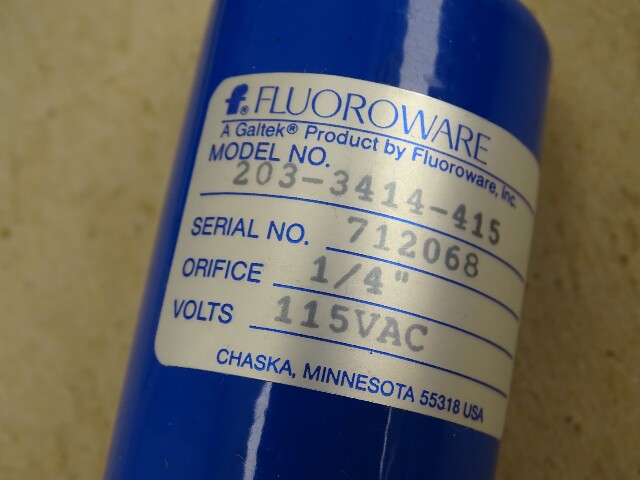 FLUOROWARE
A Galtek® Product by Fluoroware, Inc.
MODEL NO. 203-3414-415
SERIAL NO. 712068
ORIFICE 1/4"
VOLTS 115VAC
CHASKA, MINNESOTA 55318 USA